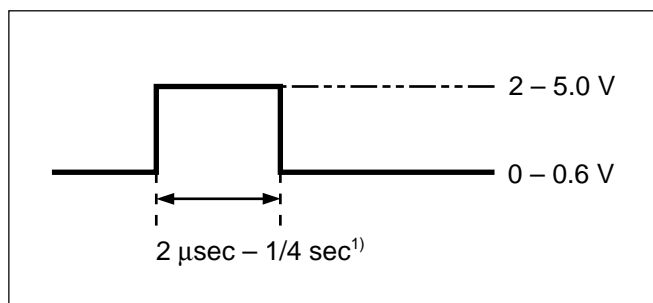 2 – 5.0 V
0 – 0.6 V
2 μsec – 1/4 sec1)